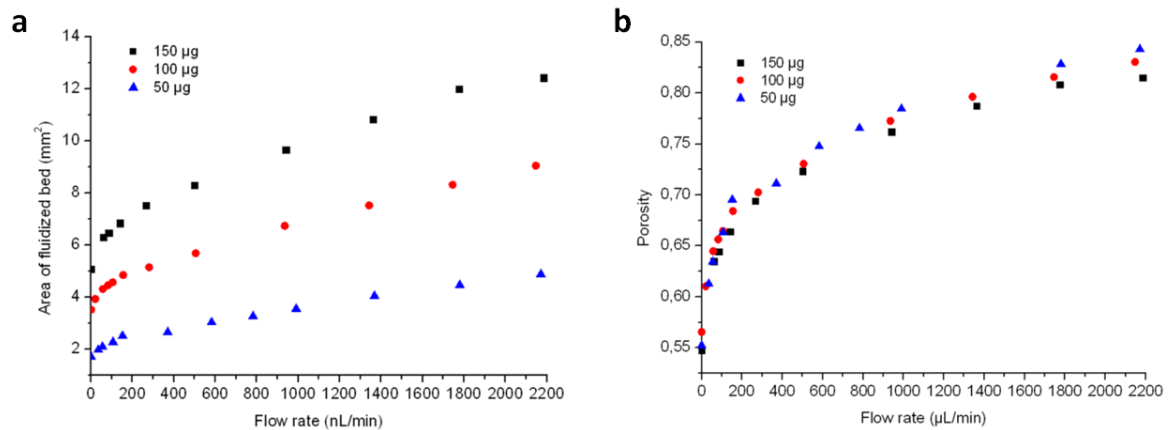 a
14
12
10
8
6
4
2
Area of fluidized bed (mm²)
150 µg
100 µg
50 µg
0 200 400 600 800 1000 1200 1400 1600 1800 2000 2200
Flow rate (nL/min)
b
0,85
0,80
0,75
0,70
0,65
0,60
0,55
Porosity
150 µg
100 µg
50 µg
0 200 400 600 800 1000 1200 1400 1600 1800 2000 2200
Flow rate (µL/min)